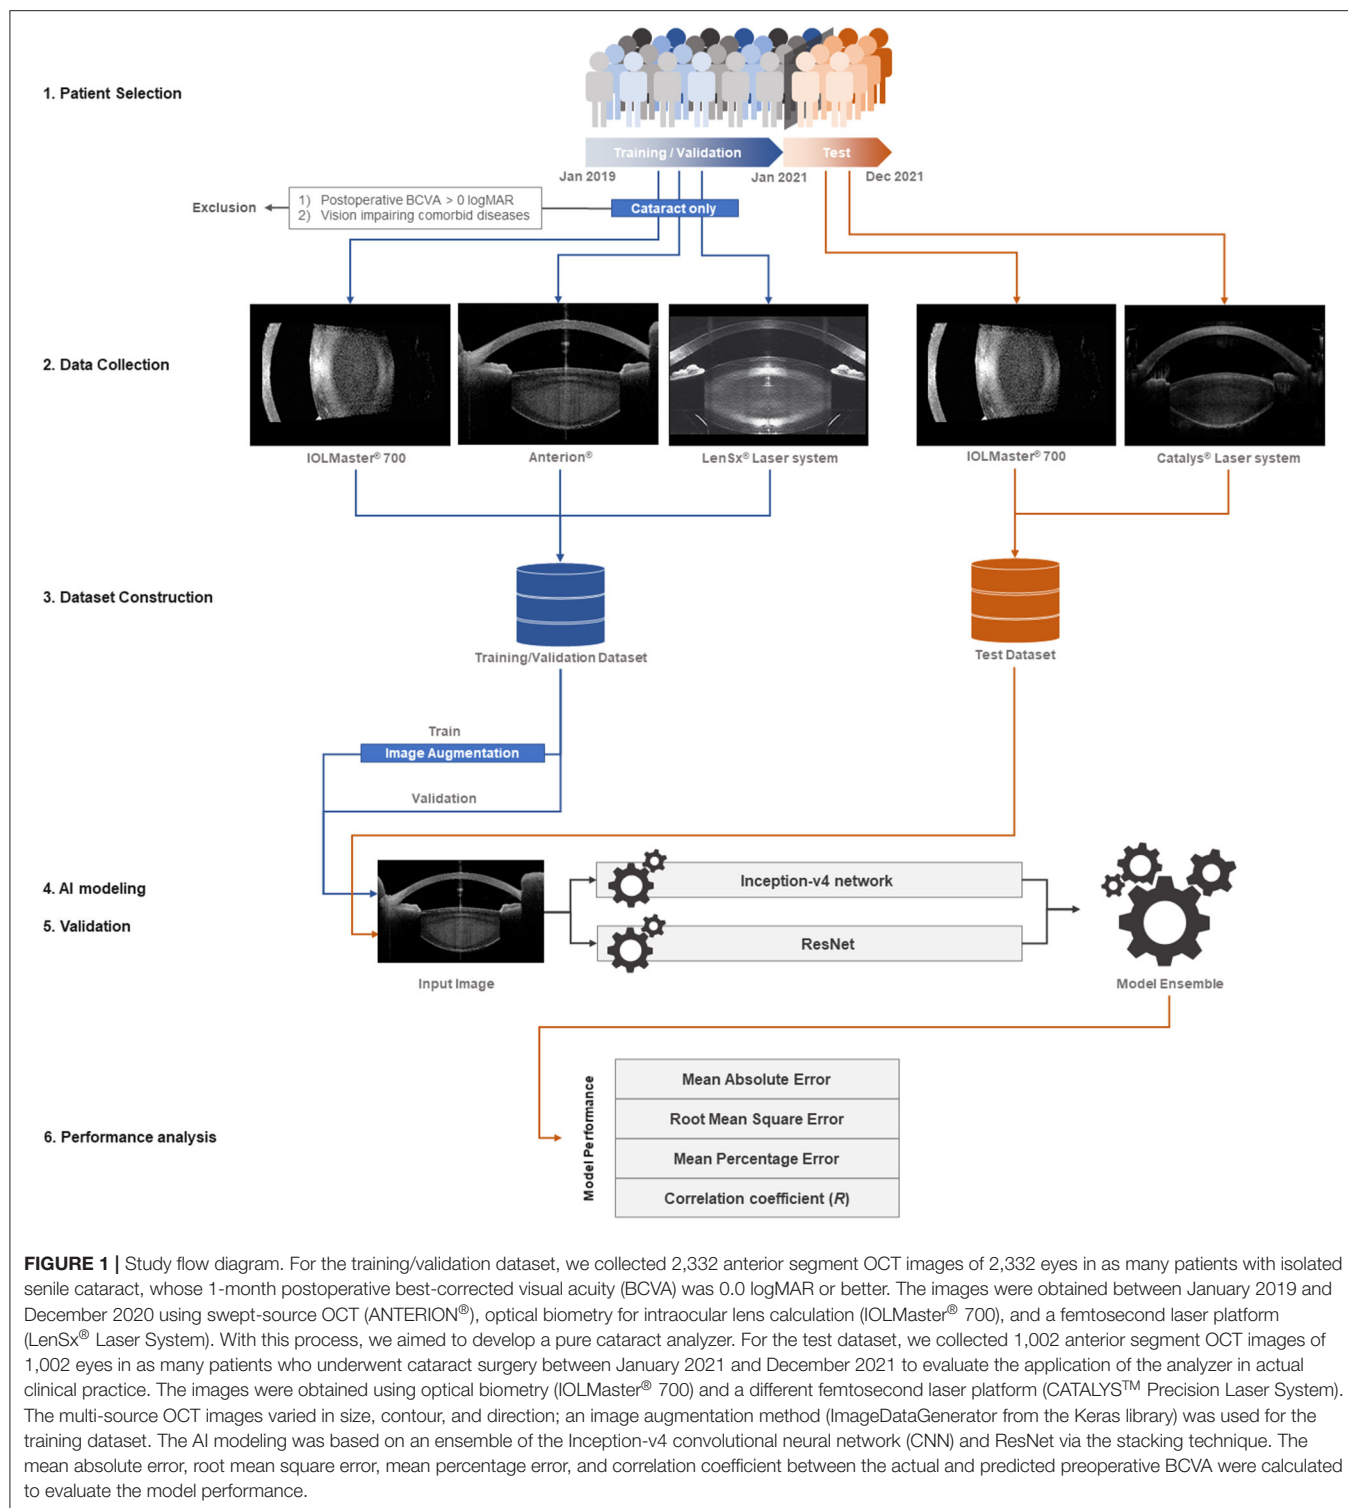 1. Patient Selection
Training / Validation
Test
Jan 2019
Jan 2021
Dec 2021
Exclusion
1) Postoperative BCVA > 0 logMAR
2) Vision impairing comorbid diseases
Cataract only
2. Data Collection
IOLMaster® 700
Anterion®
LenSx® Laser system
IOLMaster® 700
Catalys® Laser system
3. Dataset Construction
Training/Validation Dataset
Test Dataset
Train
Image Augmentation
Validation
4. AI modeling
5. Validation
Input Image
Inception-v4 network
ResNet
Model Ensemble
6. Performance analysis
Model Performance
Mean Absolute Error
Root Mean Square Error
Mean Percentage Error
Correlation coefficient (R)
FIGURE 1 | Study flow diagram. For the training/validation dataset, we collected 2,332 anterior segment OCT images of 2,332 eyes in as many patients with isolated
senile cataract, whose 1-month postoperative best-corrected visual acuity (BCVA) was 0.0 logMAR or better. The images were obtained between January 2019 and
December 2020 using swept-source OCT (ANTERION®), optical biometry for intraocular lens calculation (IOLMaster® 700), and a femtosecond laser platform
(LenSx® Laser System). With this process, we aimed to develop a pure cataract analyzer. For the test dataset, we collected 1,002 anterior segment OCT images of
1,002 eyes in as many patients who underwent cataract surgery between January 2021 and December 2021 to evaluate the application of the analyzer in actual
clinical practice. The images were obtained using optical biometry (IOLMaster® 700) and a different femtosecond laser platform (CATALYS™ Precision Laser System).
The multi-source OCT images varied in size, contour, and direction; an image augmentation method (ImageDataGenerator from the Keras library) was used for the
training dataset. The AI modeling was based on an ensemble of the Inception-v4 convolutional neural network (CNN) and ResNet via the stacking technique. The
mean absolute error, root mean square error, mean percentage error, and correlation coefficient between the actual and predicted preoperative BCVA were calculated
to evaluate the model performance.